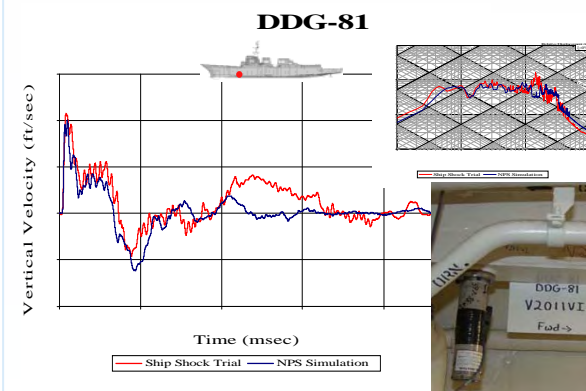 DDG-81
Vertical Velocity (ft/sec)
Time (msec)
Ship Shock Trial
NPS Simulation
Ship Shock Trial
NPS Simulation
DDG-81
V2011VI
Fwd->